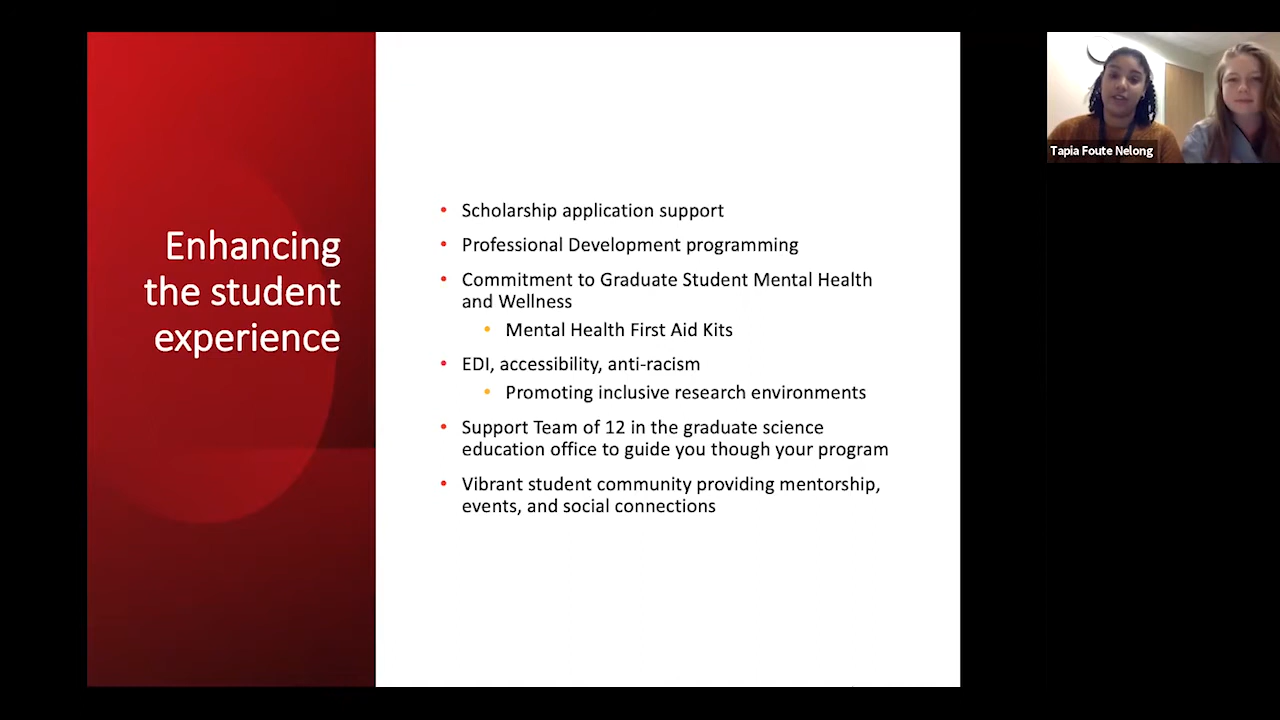 Enhancing
the student
experience
• Scholarship application support
• Professional Development programming
• Commitment to Graduate Student Mental Health
and Wellness
• Mental Health First Aid Kits
• EDI, accessibility, anti-racism
• Promoting inclusive research environments
• Support Team of 12 in the graduate science
education office to guide you though your program
• Vibrant student community providing mentorship,
events, and social connections
Tapia Foute Nelong